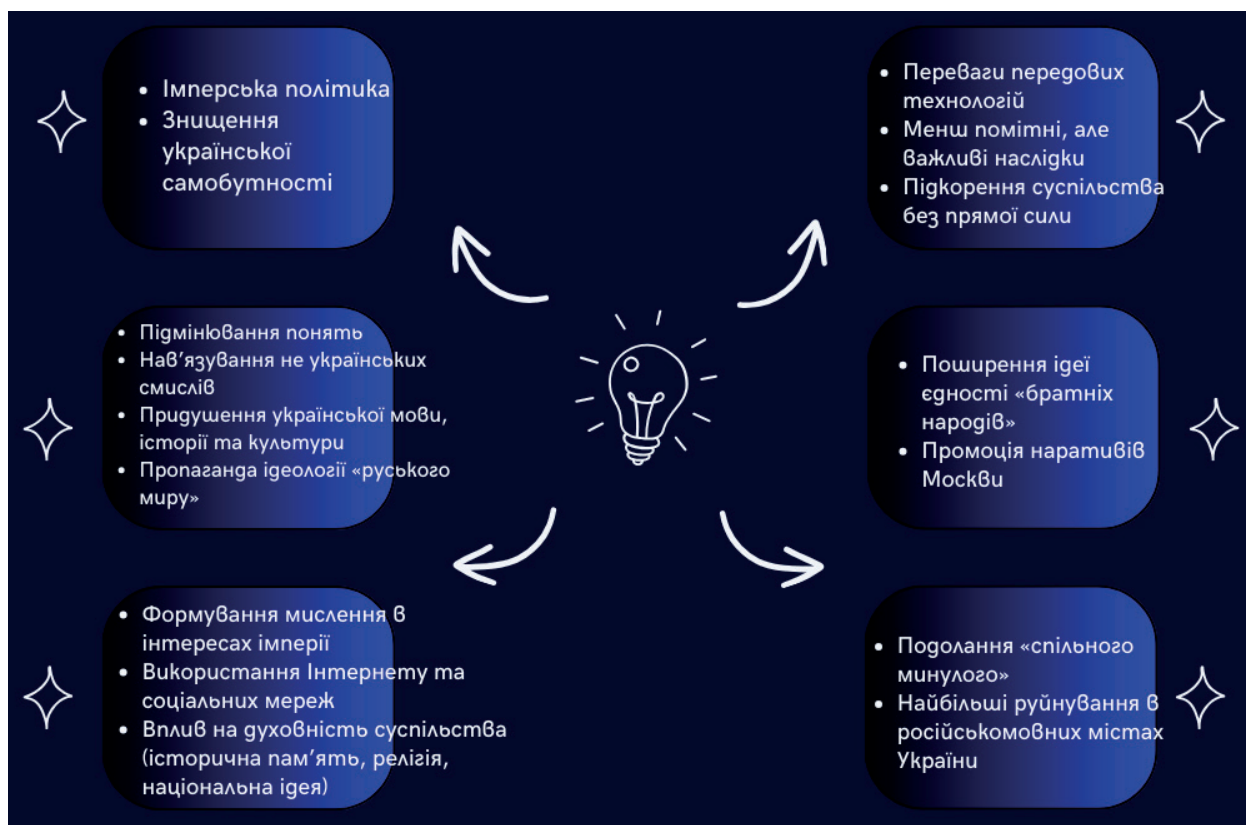 • Імперська політика
• Знищення
української
самобутності
• Підмінювання понять
• Нав’язування не українських
смислів
• Придушення української мови,
історії та культури
• Пропаганда ідеології «руського
миру»
• Формування мислення в
інтересах імперії
• Використання Інтернету та
соціальних мереж
• Вплив на духовність суспільства
(історична пам’ять, релігія,
національна ідея)
• Переваги передових
технологій
• Менш помітні, але
важливі наслідки
• Підкорення суспільства
без прямої сили
• Поширення ідеї
єдності «братніх
народів»
• Промоція наративів
Москви
• Подолання «спільного
минулого»
• Найбільші руйнування в
російськомовних містах
України